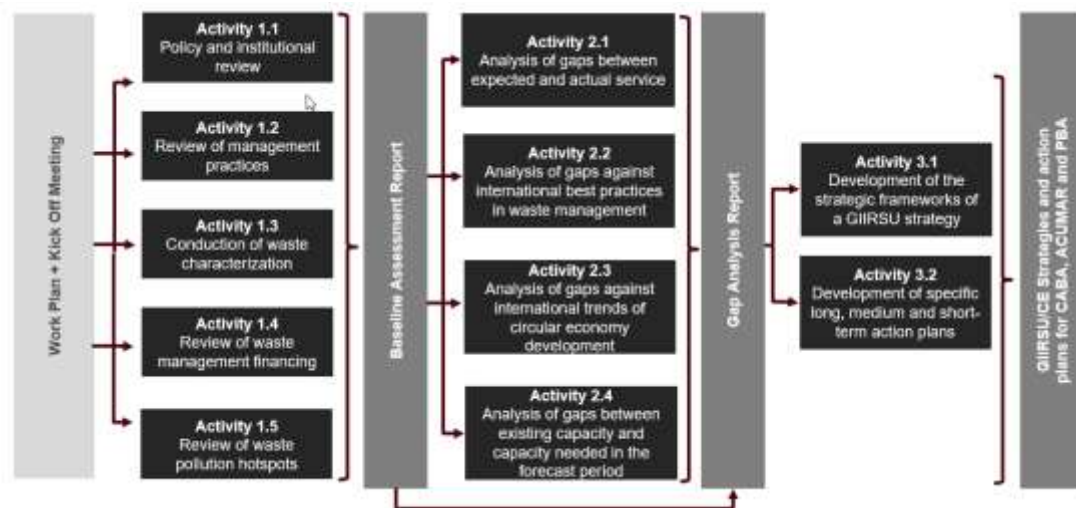 Work Plan + Kick Off Meeting
Activity 1.1
Policy and institutional
review
Activity 1.2
Review of management
practices
Activity 1.3
Conduction of waste
characterization
Activity 1.4
Review of waste
management financing
Activity 1.5
Review of waste
pollution hotspots
Baseline Assessment Report
Activity 2.1
Analysis of gaps between
expected and actual service
Activity 2.2
Analysis of gaps against
international best practices
in waste management
Activity 2.3
Analysis of gaps against
international trends of
circular economy
development
Activity 2.4
Analysis of gaps between
existing capacity and
capacity needed in the
forecast period
Gap Analysis Report
Activity 3.1
Development of the
strategic frameworks of
a GIIRSU strategy
Activity 3.2
Development of specific
long, medium and short-
term action plans
GIIRSU/CE Strategies and action
plans for CABA, ACUMAR and PBA